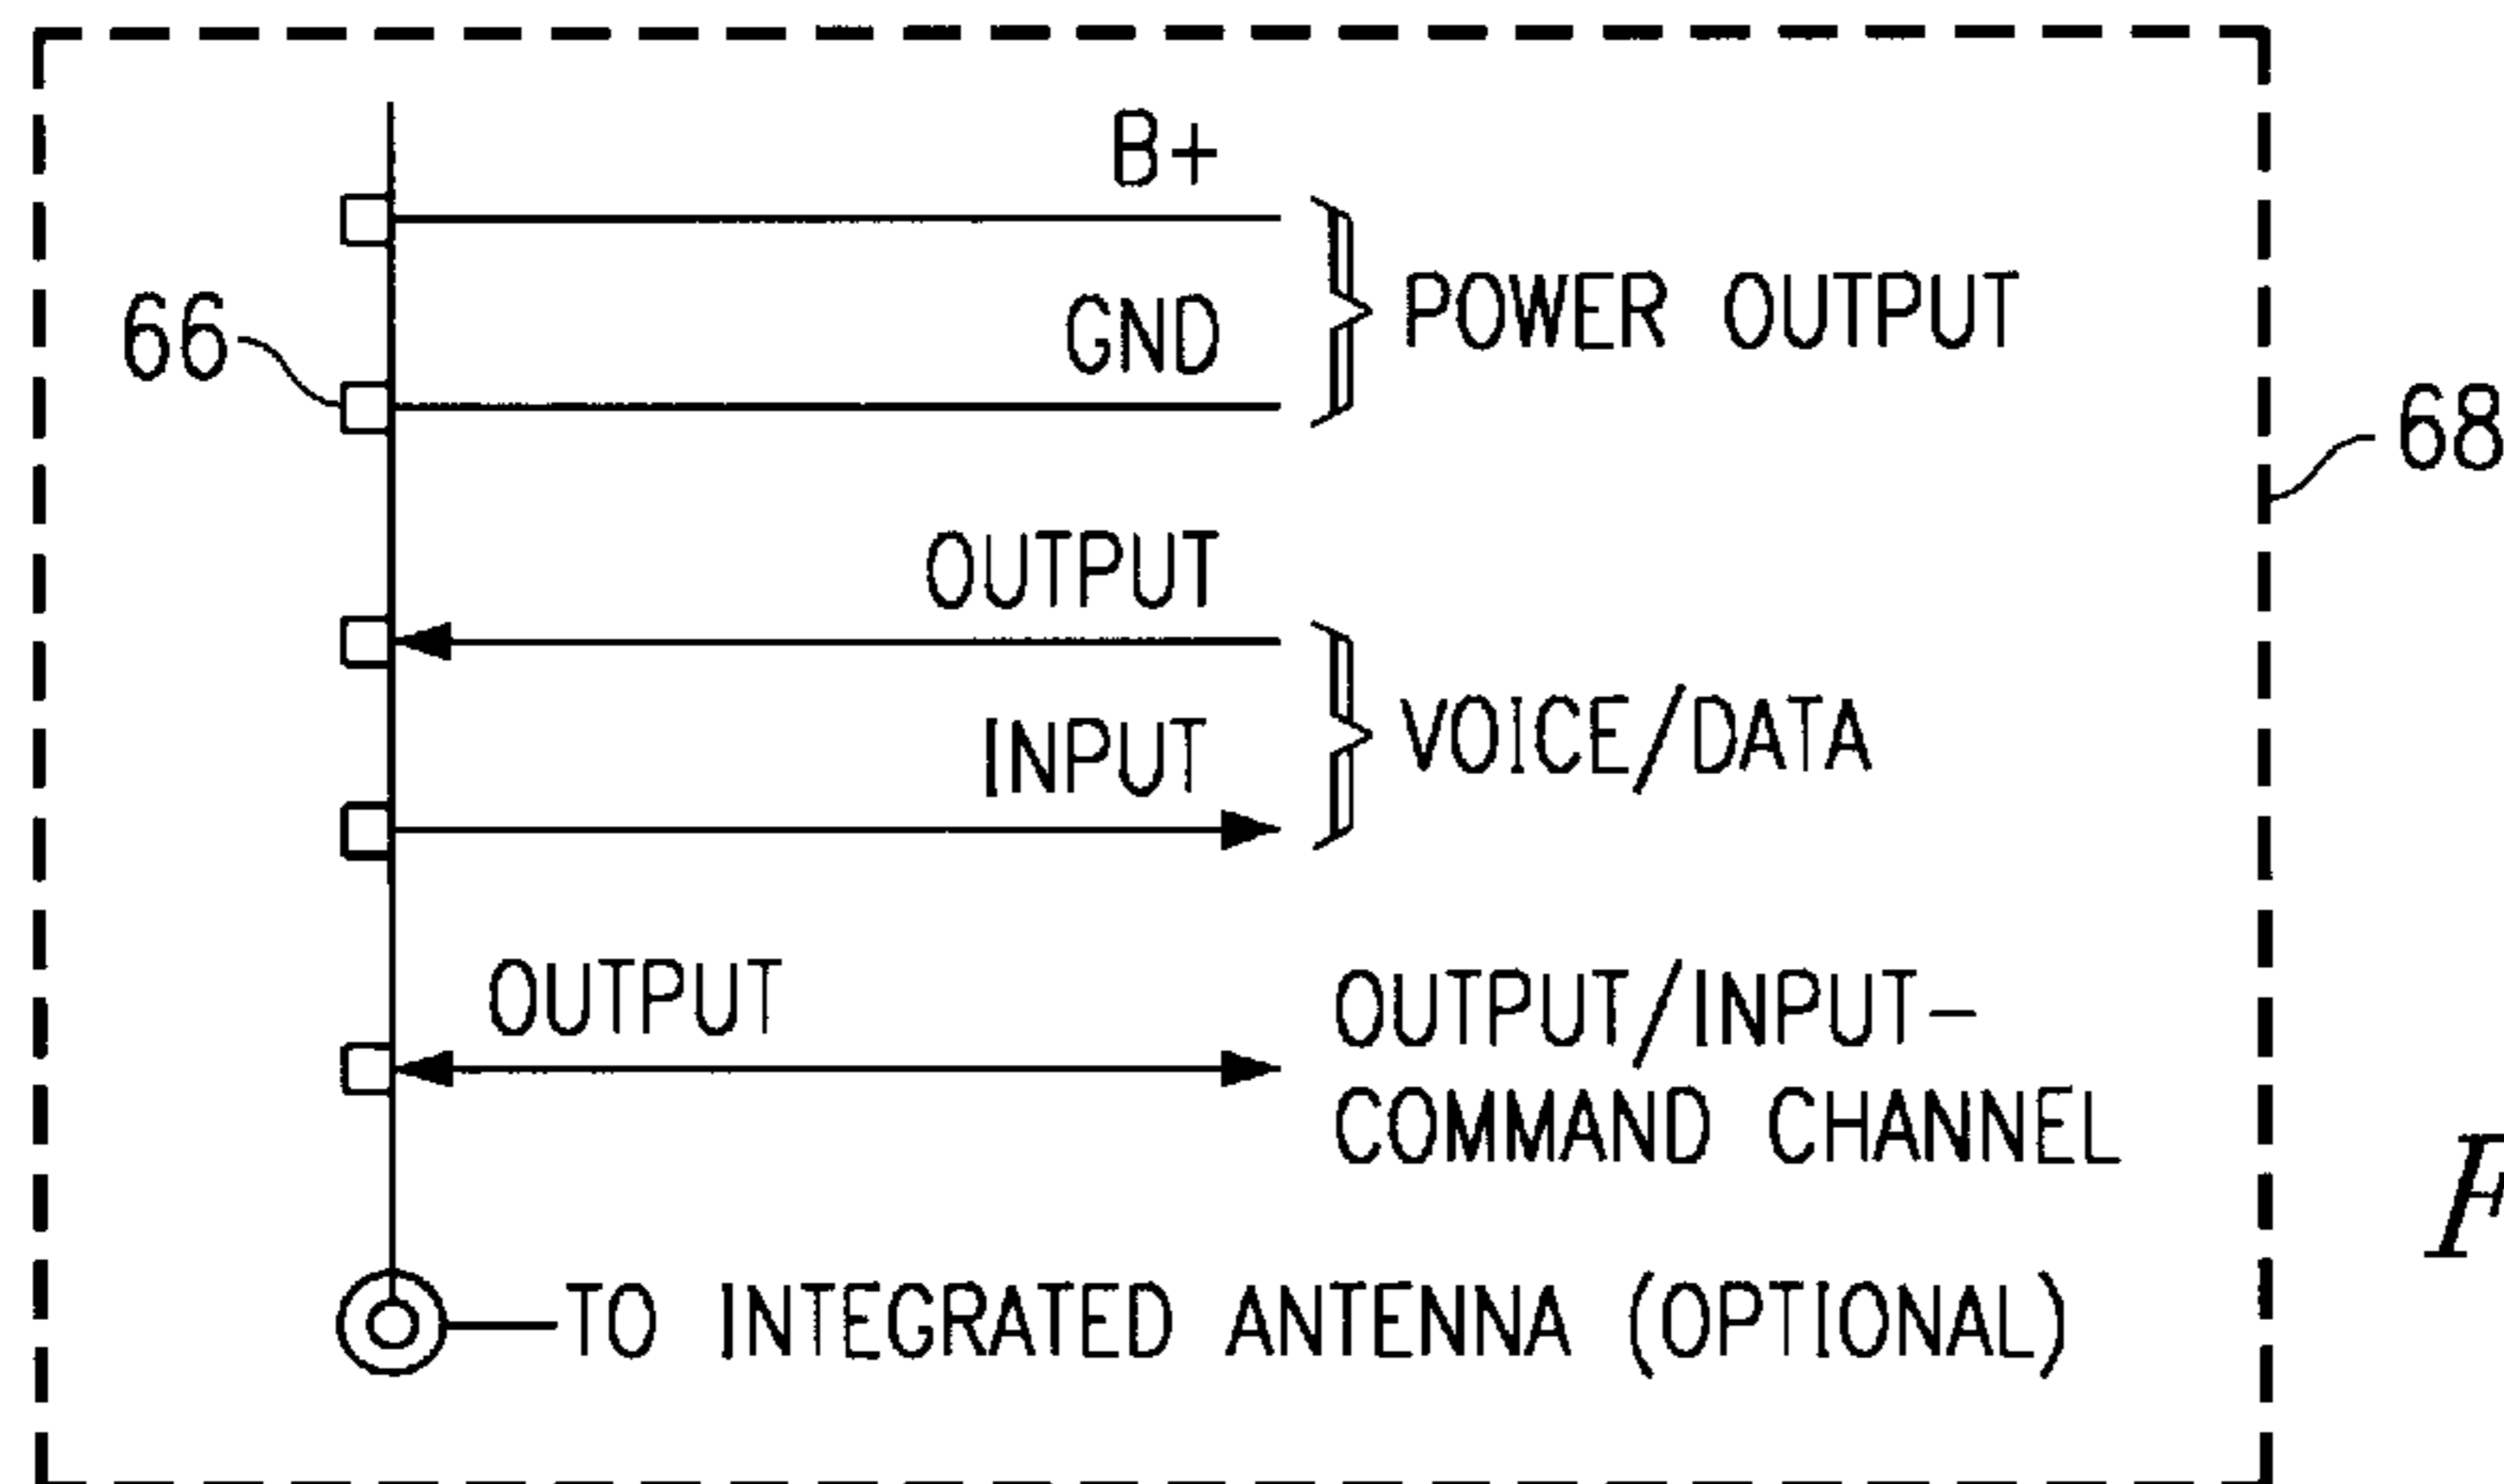 B+
66
GND
POWER OUTPUT
68
OUTPUT
INPUT
VOICE/DATA
OUTPUT
OUTPUT/INPUT-
COMMAND CHANNEL
TO INTEGRATED ANTENNA (OPTIONAL)